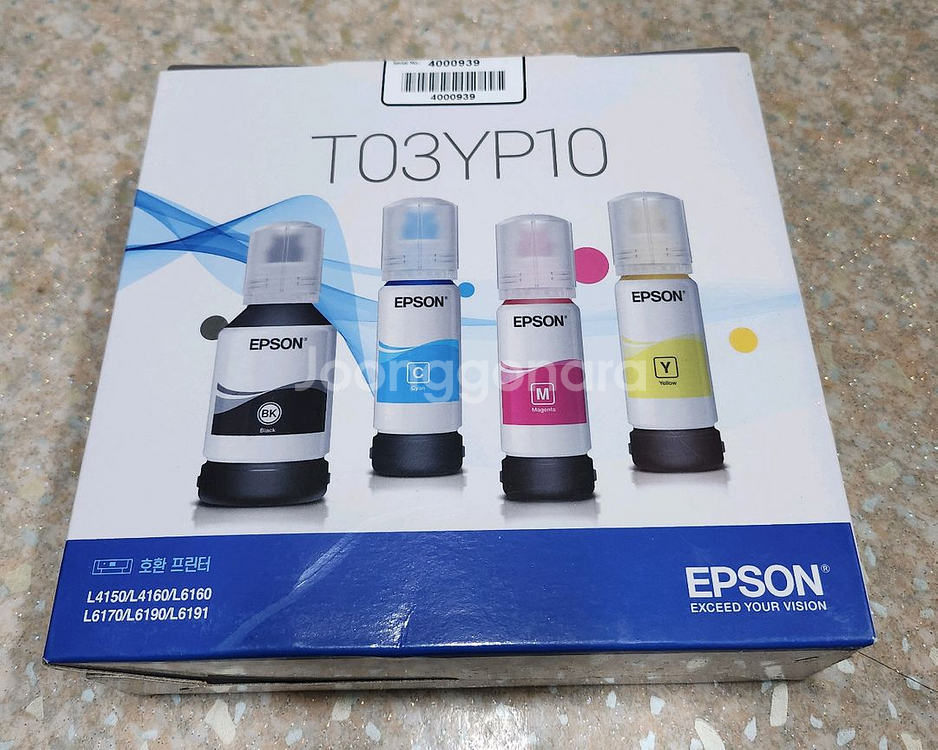 Serial No. 4000939
4000939
T03YP10
EPSON®
EPSON®
EPSON®
EPSON®
C
Cyan
Y
Yellow
M
Magenta
BK
Black
Joonggonara
호환 프린터
L4150/L4160/L6160
L6170/L6190/L6191
EPSON®
EXCEED YOUR VISION